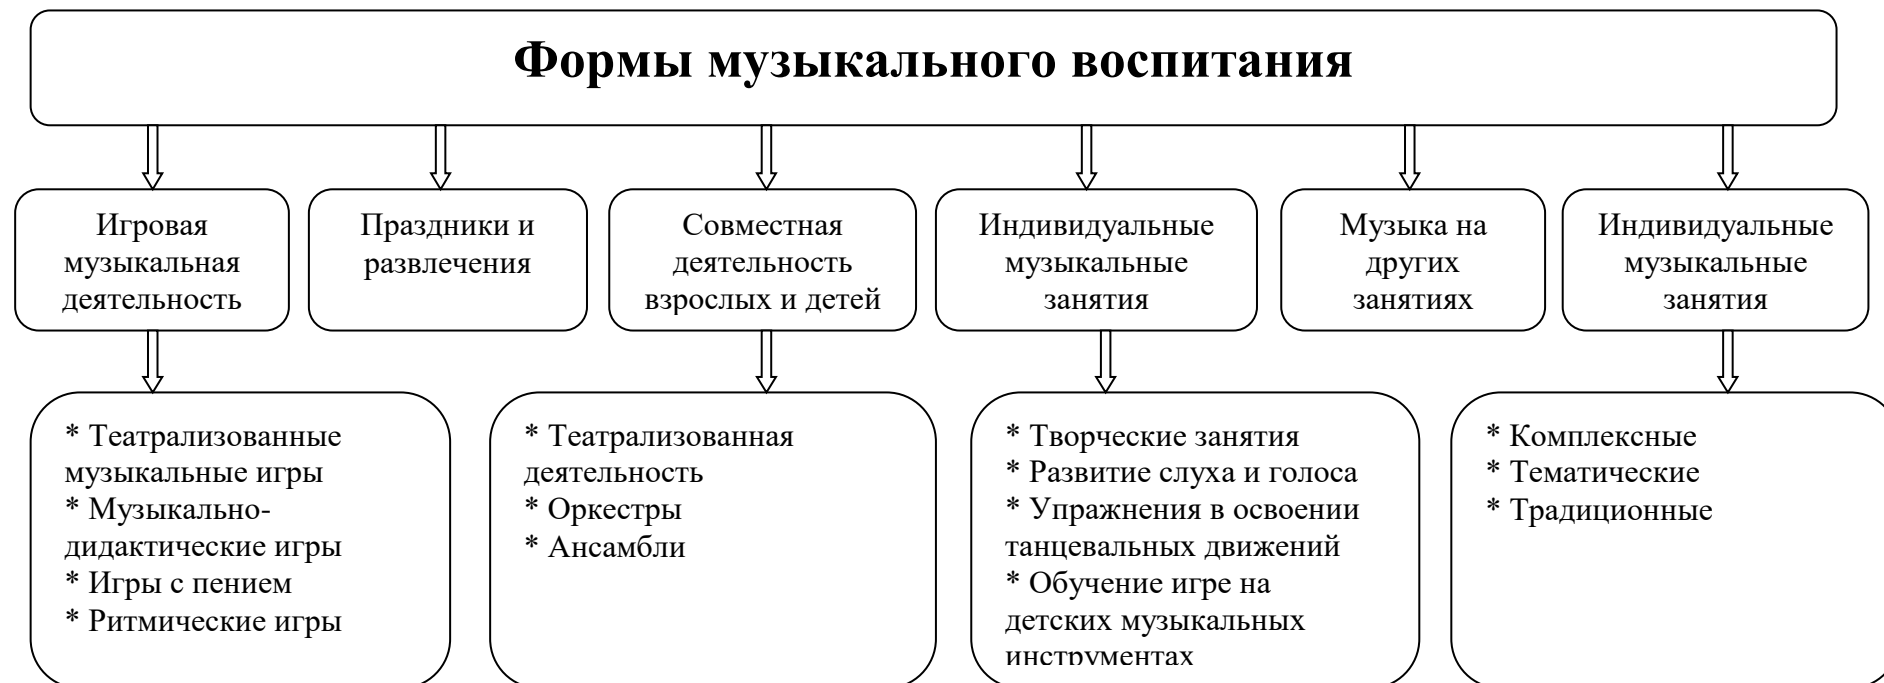 Формы музыкального воспитания
Игровая
музыкальная
деятельность
Праздники и
развлечения
Совместная
деятельность
взрослых и детей
Индивидуальные
музыкальные
занятия
Музыка на
других
занятиях
Индивидуальные
музыкальные
занятия
* Театрализованные
музыкальные игры
* Музыкально-
дидактические игры
* Игры с пением
* Ритмические игры
* Театрализованная
деятельность
* Оркестры
* Ансамбли
* Творческие занятия
* Развитие слуха и голоса
* Упражнения в освоении
танцевальных движений
* Обучение игре на
детских музыкальных
инструментах
* Комплексные
* Тематические
* Традиционные